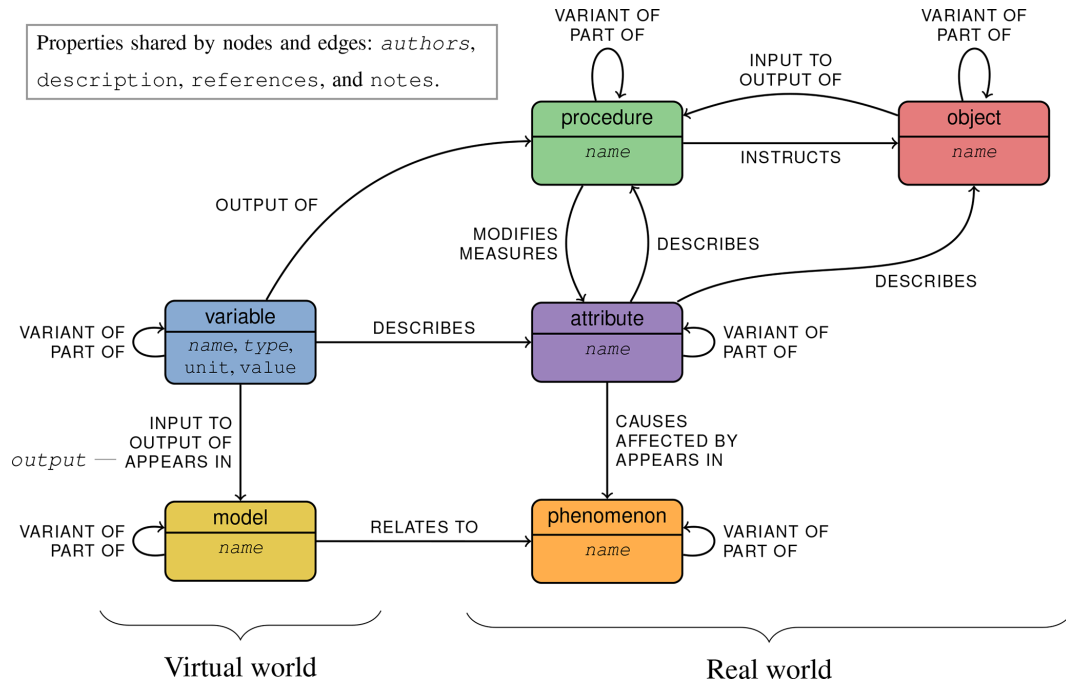 Properties shared by nodes and edges: authors,
description, references, and notes.
VARIANT OF
PART OF
VARIANT OF
PART OF
INPUT TO
OUTPUT OF
procedure
name
object
name
INSTRUCTS
OUTPUT OF
MODIFIES
MEASURES
DESCRIBES
DESCRIBES
VARIANT OF
PART OF
variable
name, type,
unit, value
DESCRIBES
attribute
name
VARIANT OF
PART OF
INPUT TO
OUTPUT OF
APPEARS IN
output
CAUSES
AFFECTED BY
APPEARS IN
VARIANT OF
PART OF
model
name
RELATES TO
phenomenon
name
VARIANT OF
PART OF
Virtual world
Real world